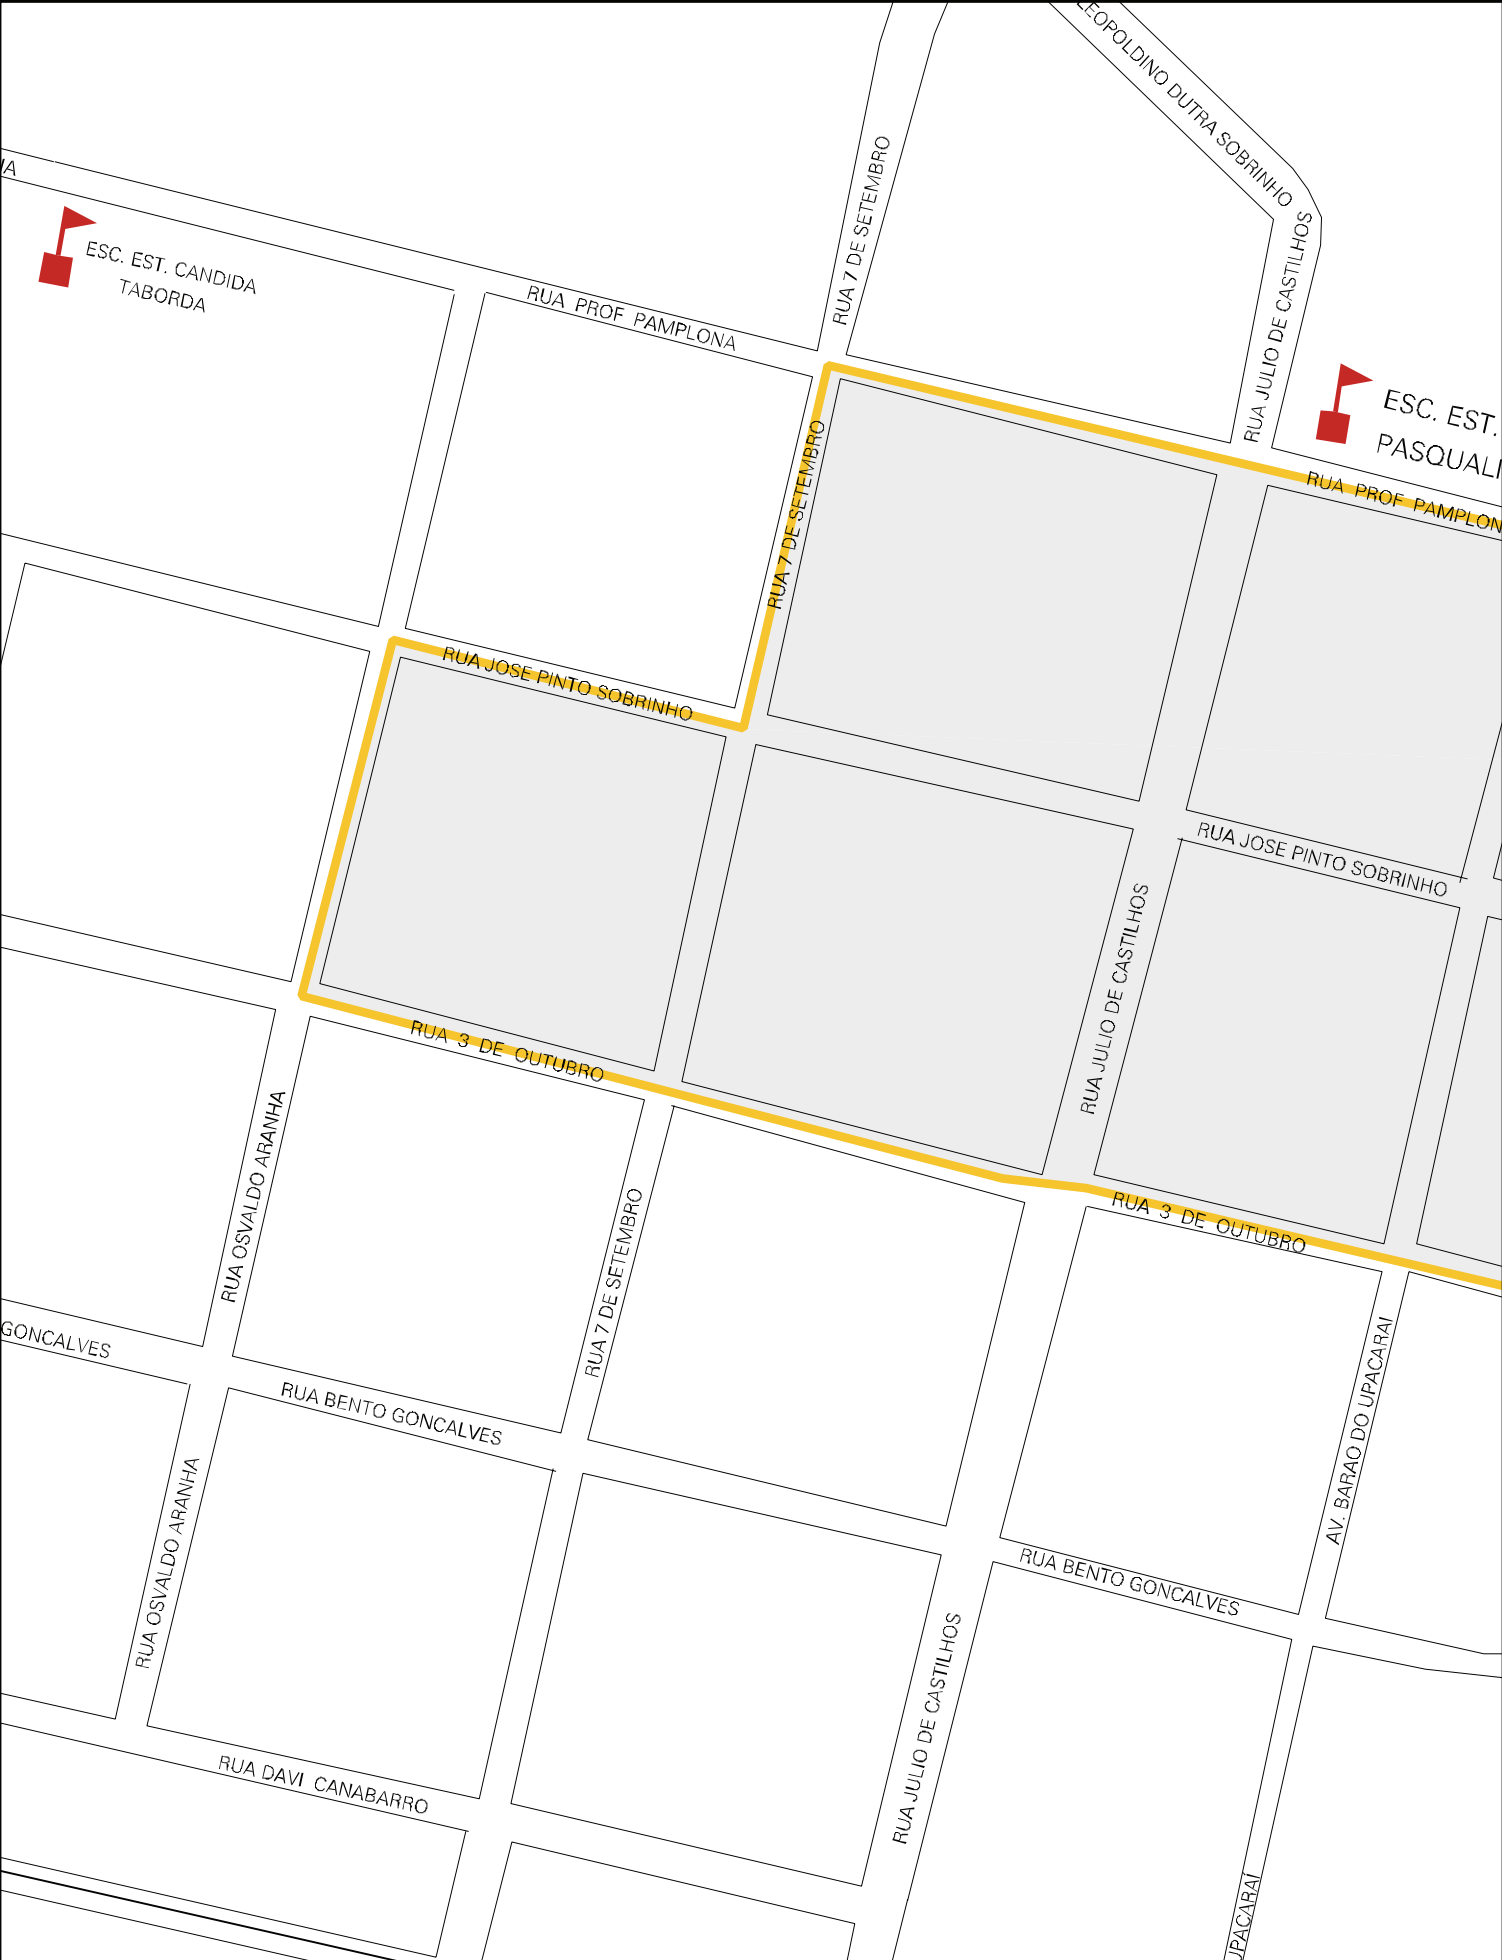 LEOPOLDINO DUTRA SOBRINHO
RUA 7 DE SETEMBRO
RUA JULIO DE CASTILHOS
ESC. EST. CANDIDA
TABORDA
RUA PROF PAMPLONA
ESC. EST.
PASQUALI
RUA 7 DE SETEMBRO
RUA PROF PAMPLON
RUA JOSE PINTO SOBRINHO
RUA JOSE PINTO SOBRINHO
RUA JULIO DE CASTILHOS
RUA 3 DE OUTUBRO
RUA OSVALDO ARANHA
RUA 7 DE SETEMBRO
RUA 3 DE OUTUBRO
GONCALVES
AV. BARAO DO UPACARAI
RUA BENTO GONCALVES
RUA OSVALDO ARANHA
RUA BENTO GONCALVES
RUA JULIO DE CASTILHOS
RUA DAVI CANABARRO
UPACARAÍ